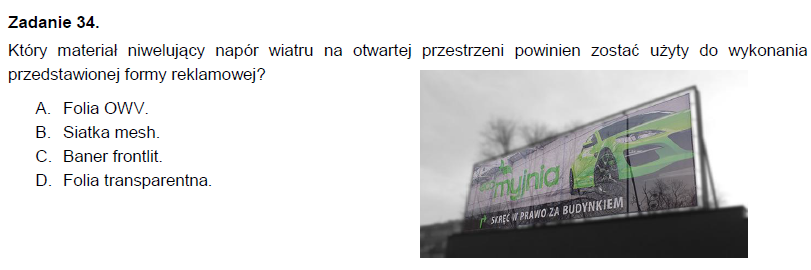 Zadanie 34.
Który materiał niwelujący napór wiatru na otwartej przestrzeni powinien zostać użyty do wykonania
przedstawionej formy reklamowej?
A. Folia OWV.
B. Siatka mesh.
C. Baner frontlit.
D. Folia transparentna.
myjnia
SKRĘĆ W PRAWO ZA BUDYNKIEM